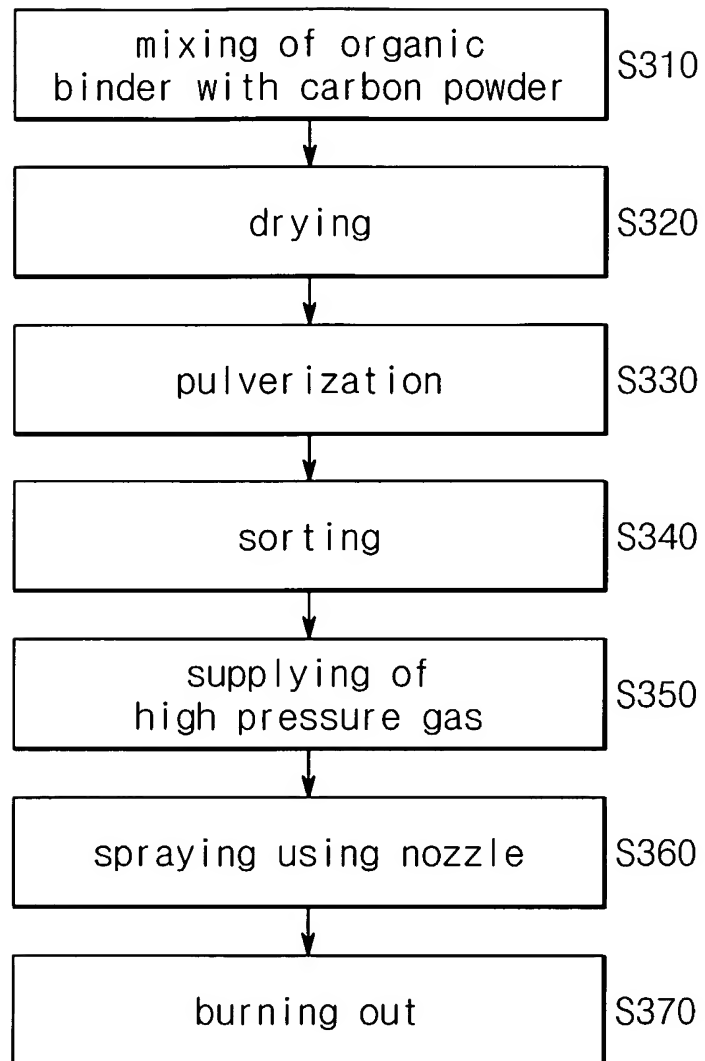 mixing of organic
binder with carbon powder
S310
drying
S320
pulverization
S330
sorting
S340
supplying of
high pressure gas
S350
spraying using nozzle
S360
burning out
S370